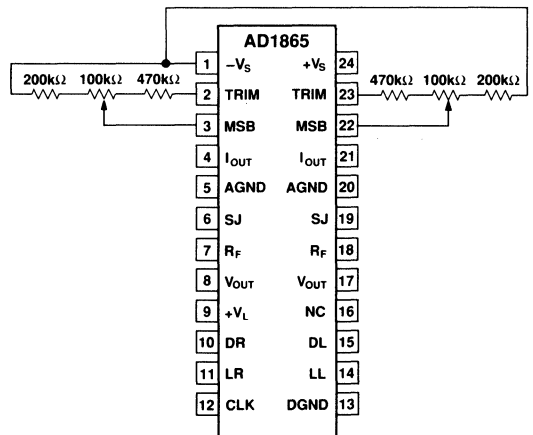 AD1865
1 −VS +VS 24
200kΩ 100kΩ 470kΩ 2 TRIM TRIM 23 470kΩ 100kΩ 200kΩ
3 MSB MSB 22
4 IOUT IOUT 21
5 AGND AGND 20
6 SJ SJ 19
7 RF RF 18
8 VOUT VOUT 17
9 +VL NC 16
10 DR DL 15
11 LR LL 14
12 CLK DGND 13